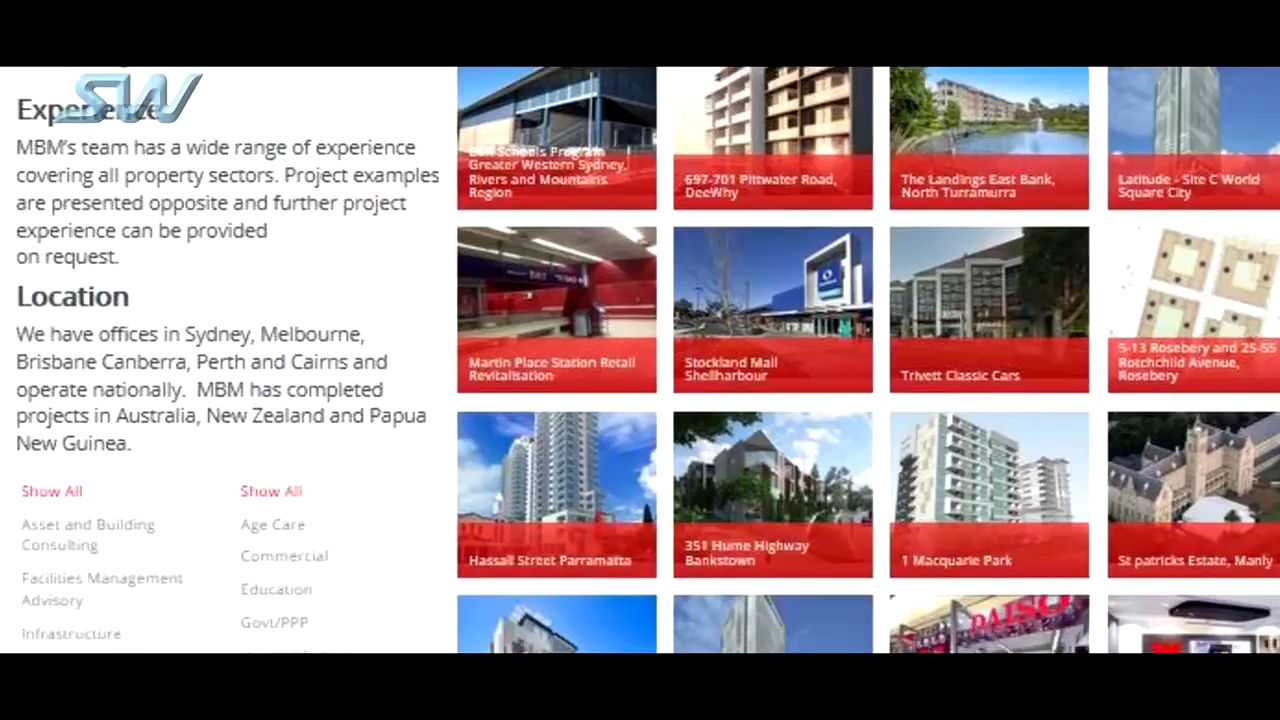 SW
Experience
MBM's team has a wide range of experience
covering all property sectors. Project examples
are presented opposite and further project
experience can be provided
on request.
Location
We have offices in Sydney, Melbourne,
Brisbane Canberra, Perth and Cairns and
operate nationally. MBM has completed
projects in Australia, New Zealand and Papua
New Guinea.
Show All
Asset and Building
Consulting
Facilities Management
Advisory
Infrastructure
Show All
Age Care
Commercial
Education
Govt/PPP
Schools Program
Greater Western Sydney,
Rivers and Mountains
Region
697-701 Pittwater Road,
DeeWhy
The Landings East Bank,
North Turramurra
Latitude - Site C World
Square City
Martin Place Station Retail
Revitalisation
Stockland Mall
Shellharbour
Trivett Classic Cars
5-13 Rosebery and 25-55
Rotchchild Avenue,
Rosebery
Hassall Street Parramatta
351 Hume Highway
Bankstown
1 Macquarie Park
St patricks Estate, Manly
DAISO